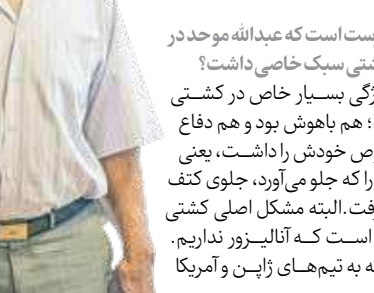 رست است که عبدالله موحد در
شتی سبک خاصی داشت؟
ژگی بسیار خاص در کشتی
؛ هم باهوش بود و هم دفاع
وص خودش را داشت، یعنی
را که جلو می‌آورد، جلوی کتف
فت. البته مشکل اصلی کشتی
است که آنالیزور نداریم.
ه به تیم‌های ژاپن و آمریکا